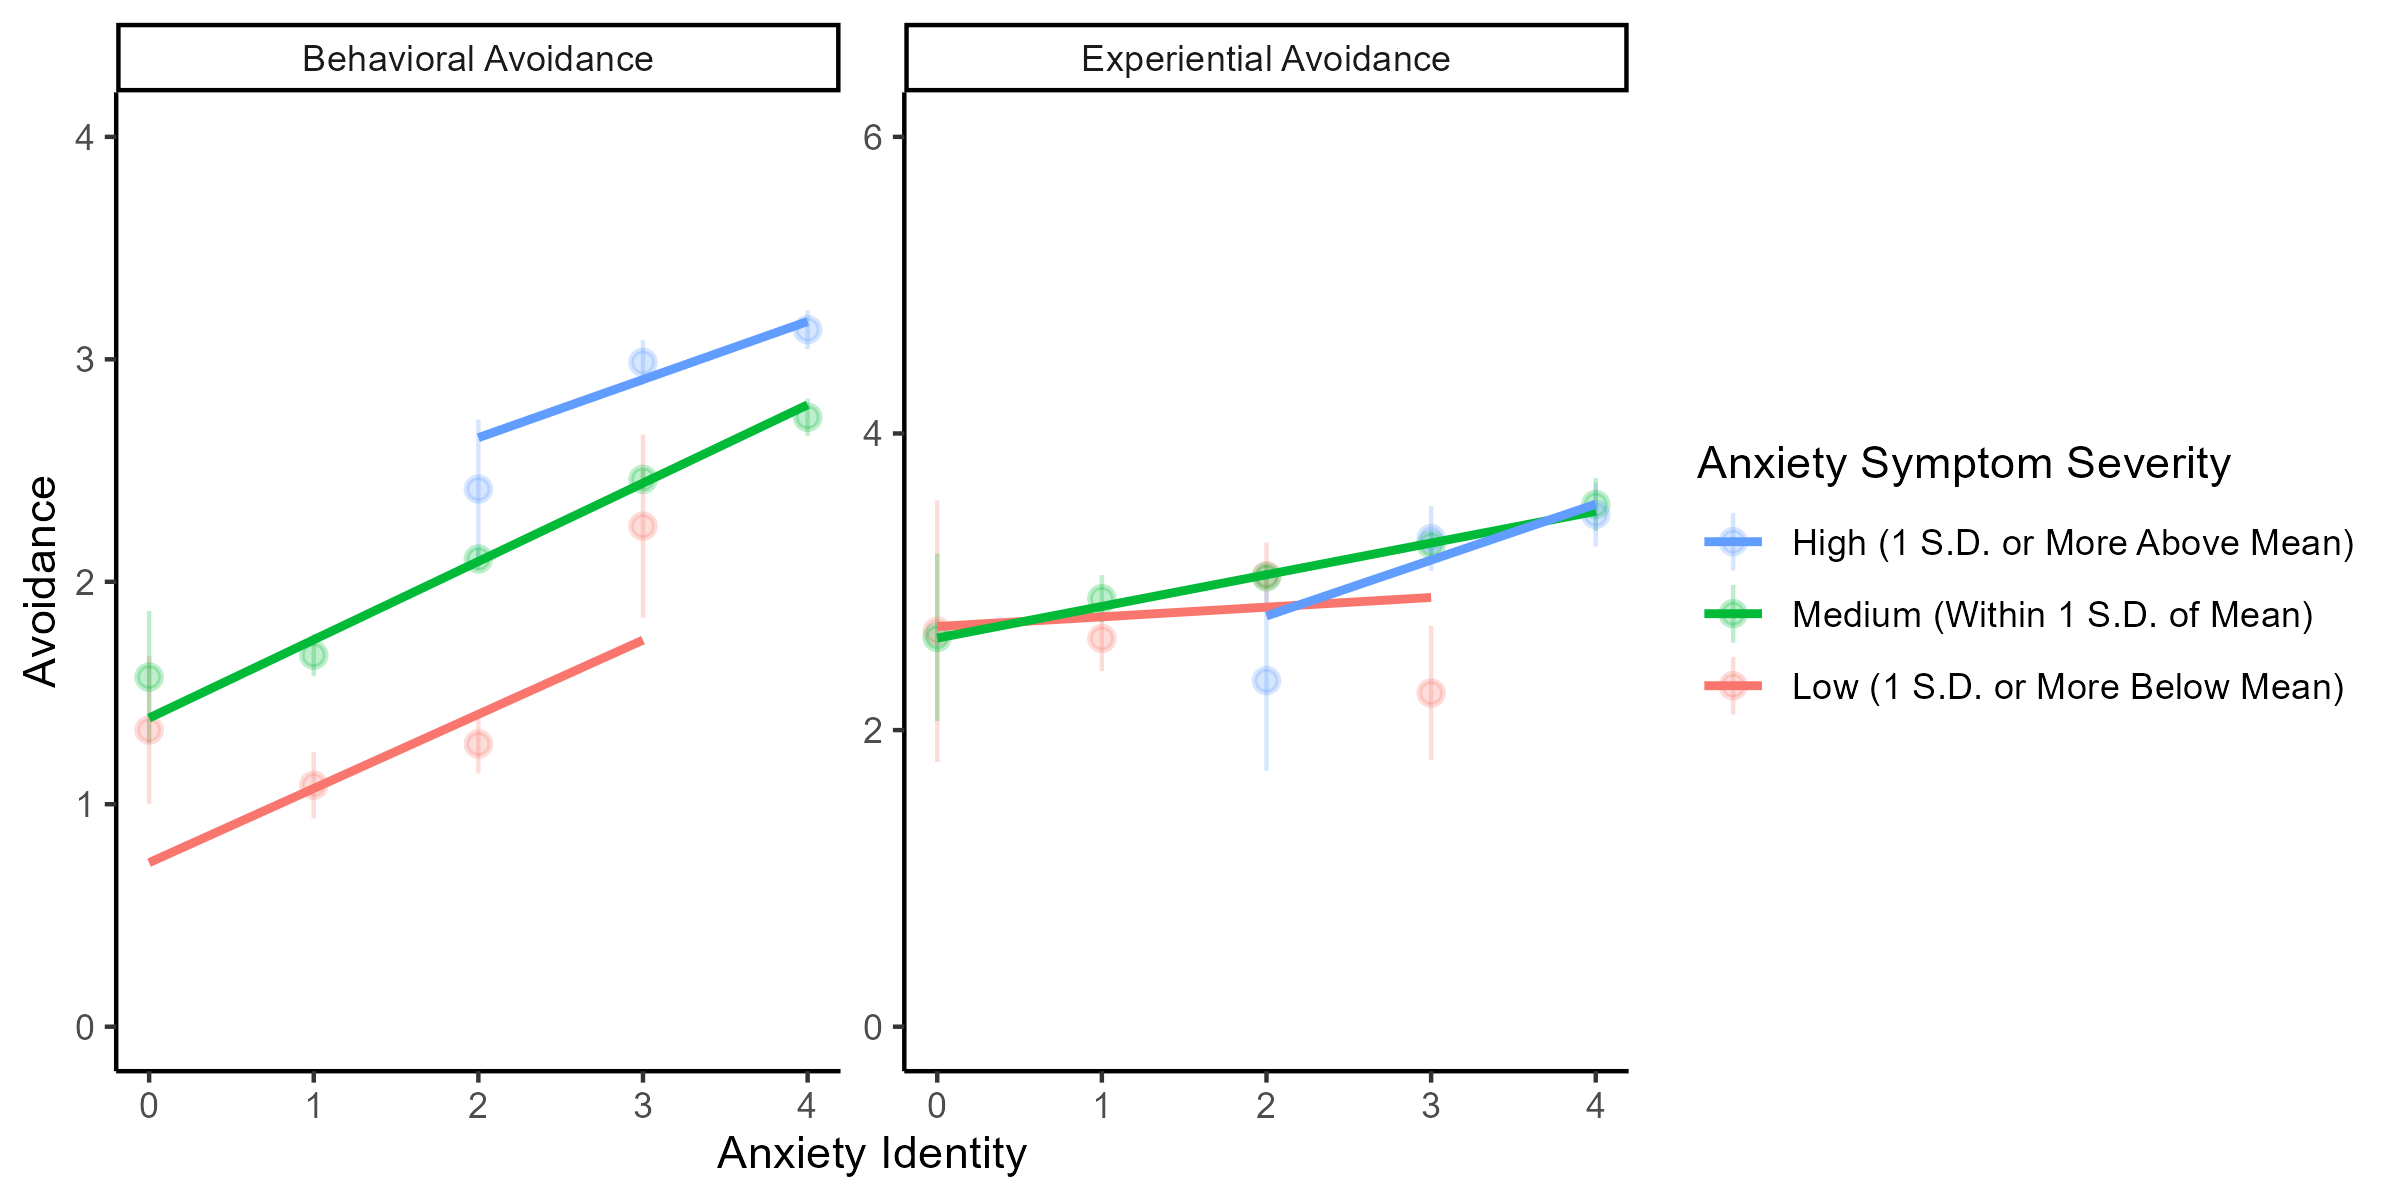 Behavioral Avoidance
Experiential Avoidance
4
3
2
1
0
6
4
2
0
Avoidance
0 1 2 3 4
0 1 2 3 4
Anxiety Identity
Anxiety Symptom Severity
High (1 S.D. or More Above Mean)
Medium (Within 1 S.D. of Mean)
Low (1 S.D. or More Below Mean)